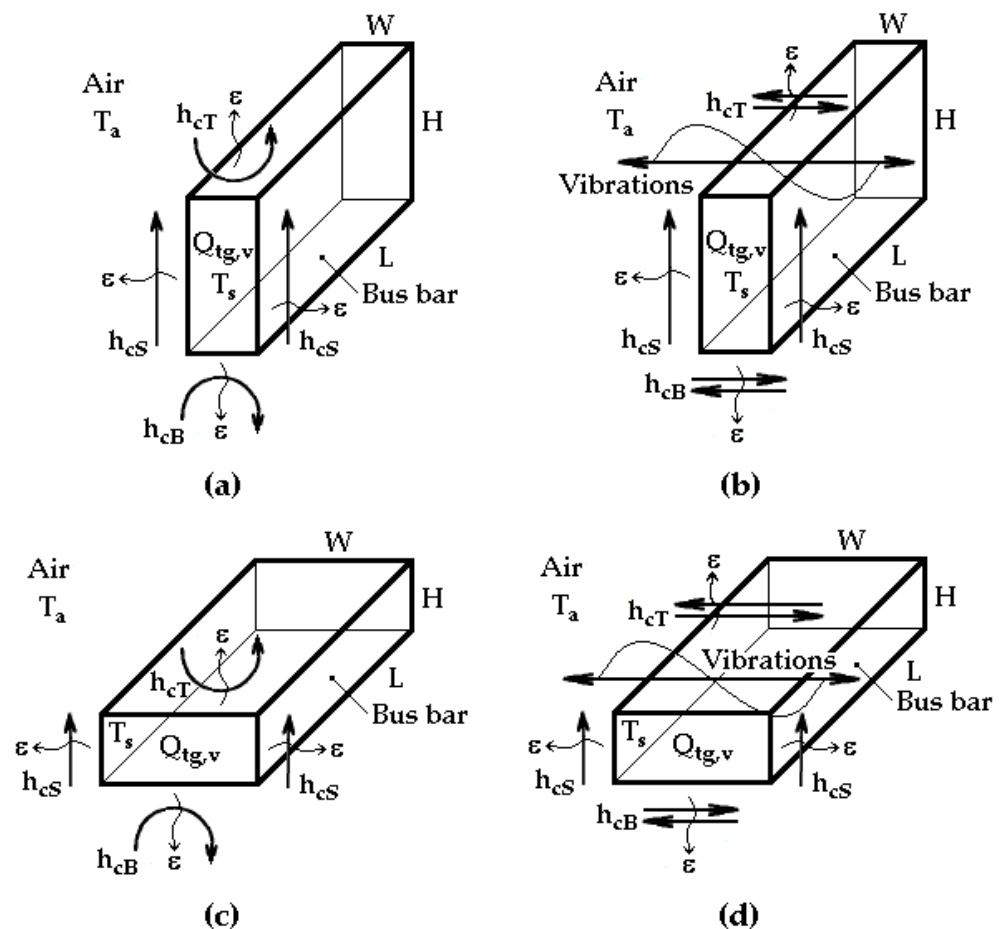 W
Air
T_a
ε
h_cT
H
Q_tg,v
T_s
L
ε
Bus bar
ε
h_cS
h_cS
h_cB
ε
(a)
W
Air
ε
T_a
h_cT
H
Vibrations
Q_tg,v
T_s
L
ε
Bus bar
ε
h_cS
h_cS
h_cB
ε
(b)
W
Air
T_a
H
ε
h_cT
L
Bus bar
T_s
ε
Q_tg,v
ε
h_cS
h_cS
h_cB
ε
(c)
W
Air
ε
T_a
h_cT
H
Vibrations
L
Bus bar
T_s
ε
Q_tg,v
ε
h_cS
h_cS
h_cB
ε
(d)